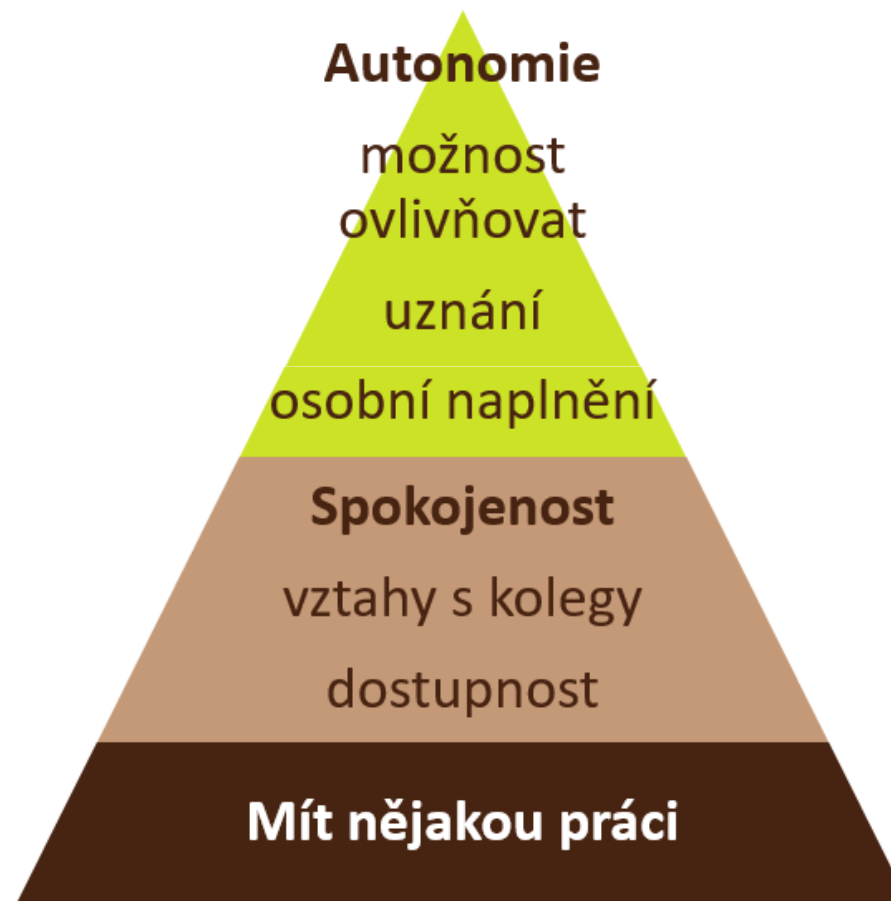 Autonomie
možnost
ovlivňovat
uznání
osobní naplnění
Spokojenost
vztahy s kolegy
dostupnost
Mít nějakou práci